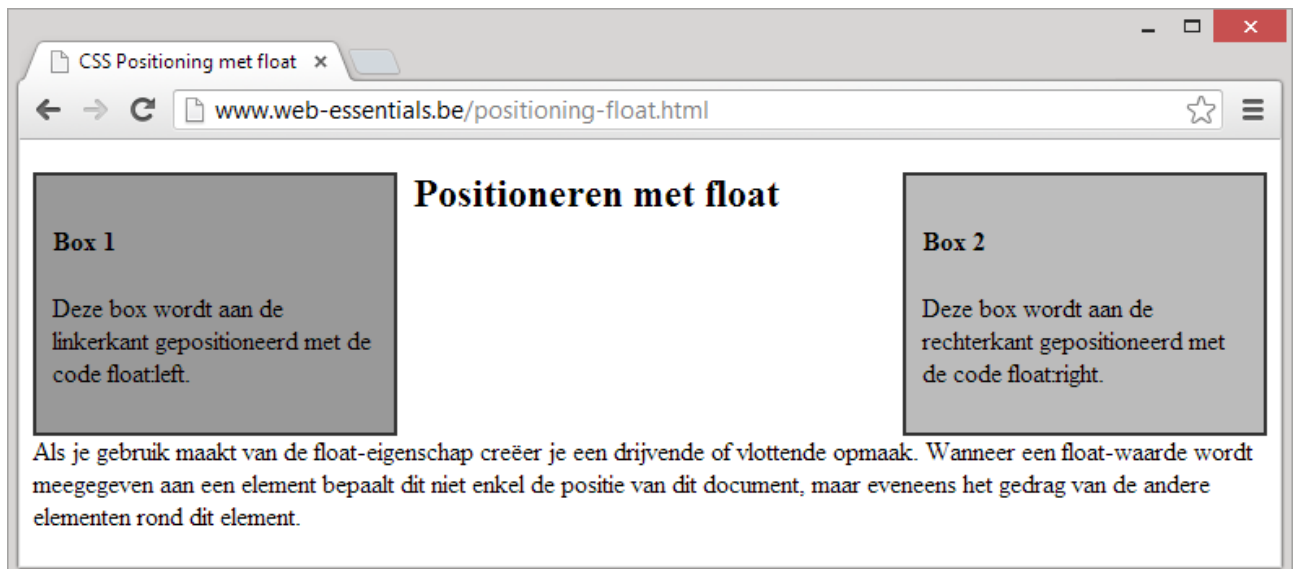 CSS Positioning met float
www.web-essentials.be/positioning-float.html
Positioneren met float
Box 1
Deze box wordt aan de
linkerkant gepositioneerd met de
code float:left.
Box 2
Deze box wordt aan de
rechterkant gepositioneerd met
de code float:right.
Als je gebruik maakt van de float-eigenschap creëer je een drijvende of vlottende opmaak. Wanneer een float-waarde wordt
meegegeven aan een element bepaalt dit niet enkel de positie van dit document, maar eveneens het gedrag van de andere
elementen rond dit element.